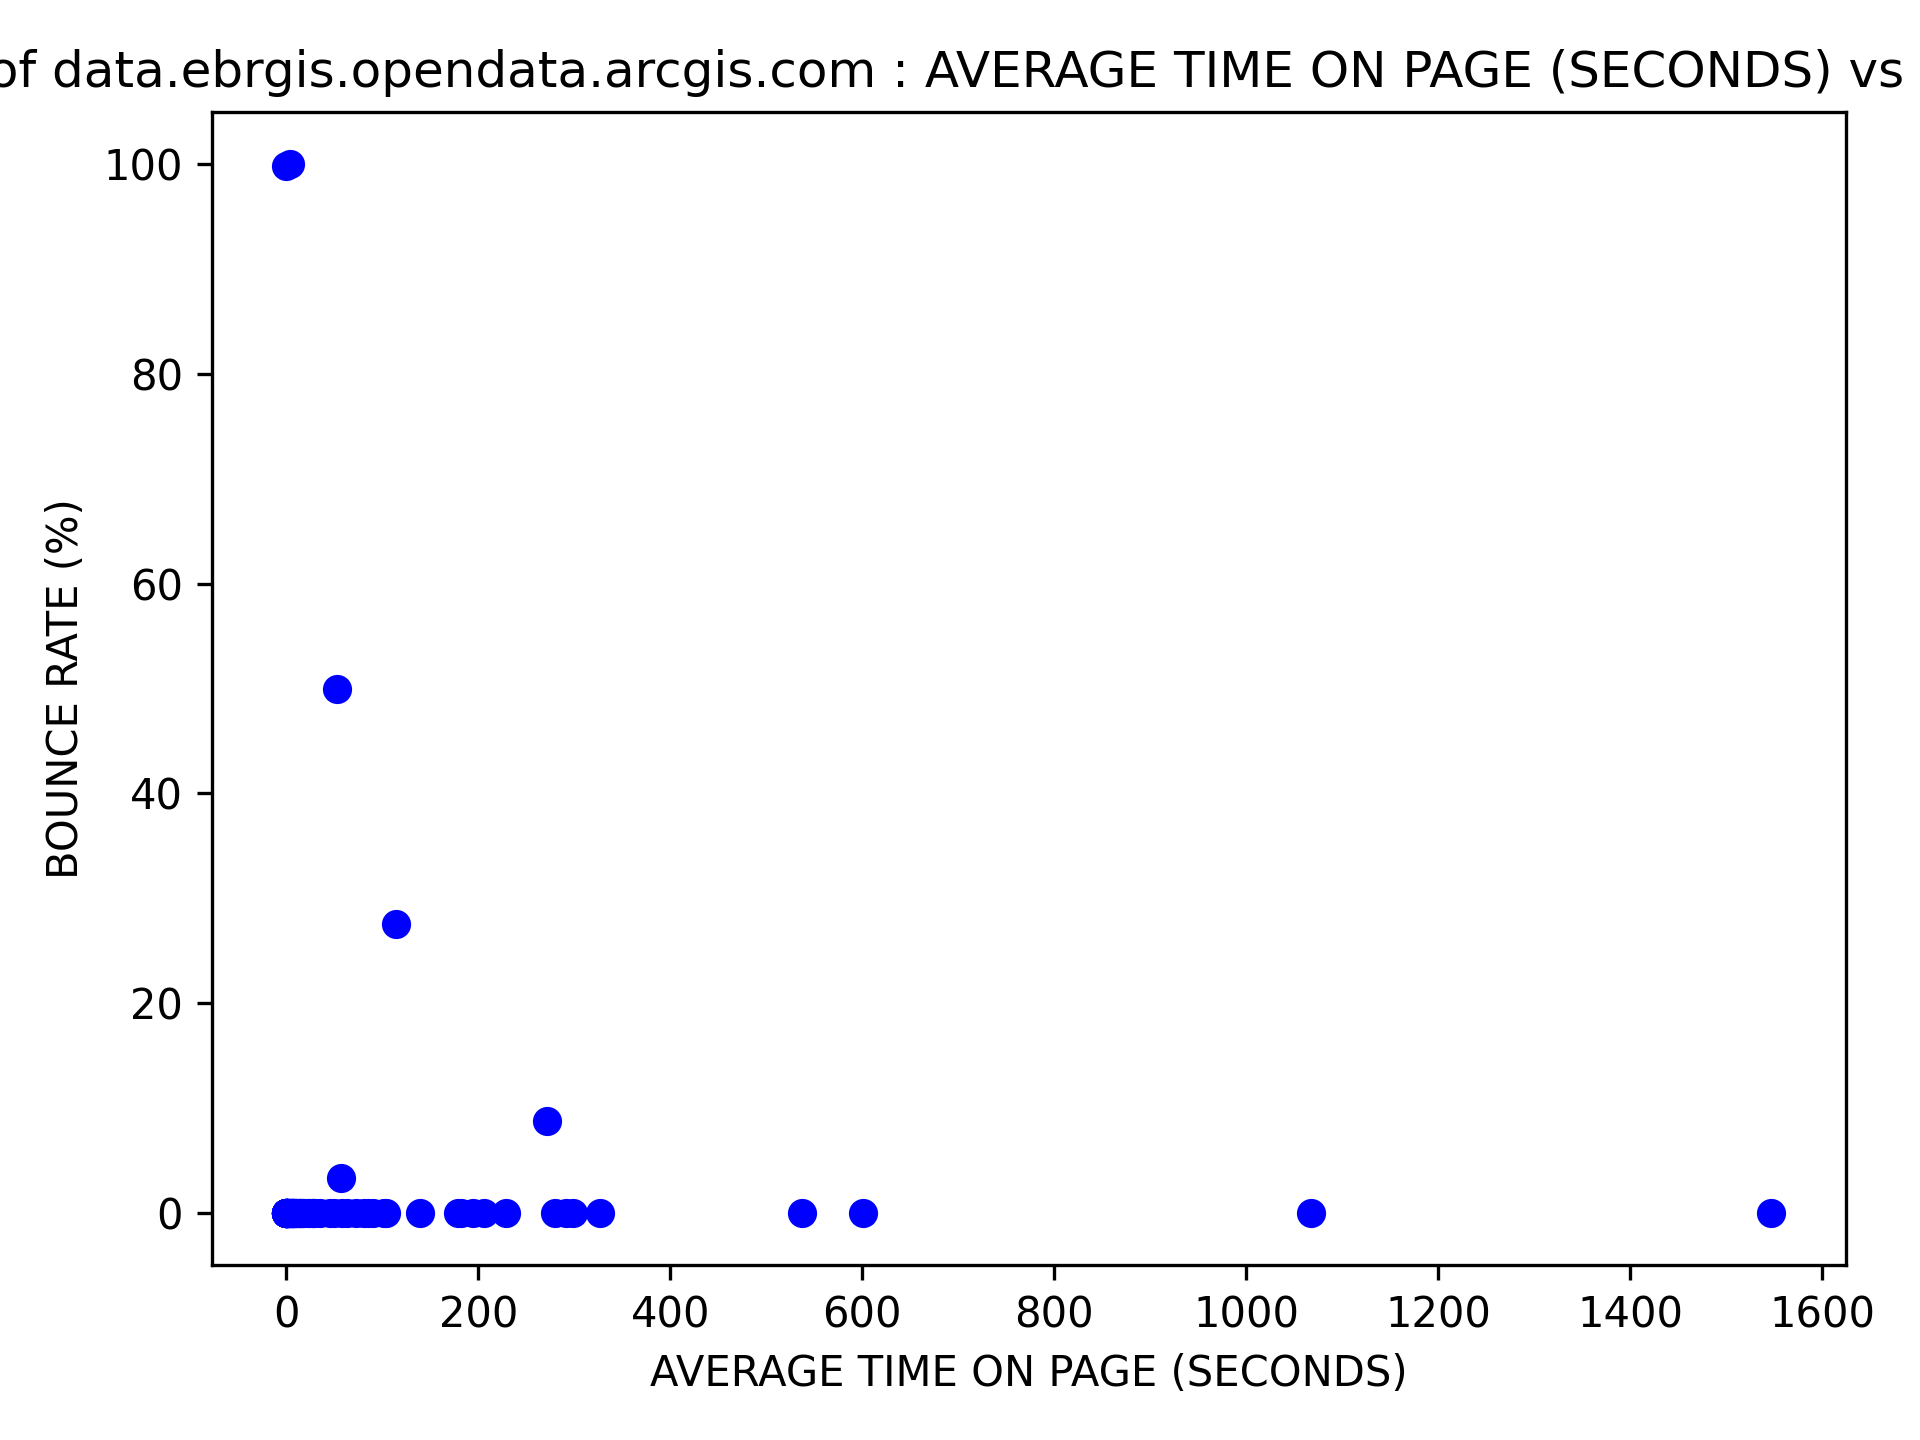 of data.ebrgis.opendata.arcgis.com : AVERAGE TIME ON PAGE (SECONDS) vs
100
80
60
40
20
0
BOUNCE RATE (%)
0 200 400 600 800 1000 1200 1400 1600
AVERAGE TIME ON PAGE (SECONDS)